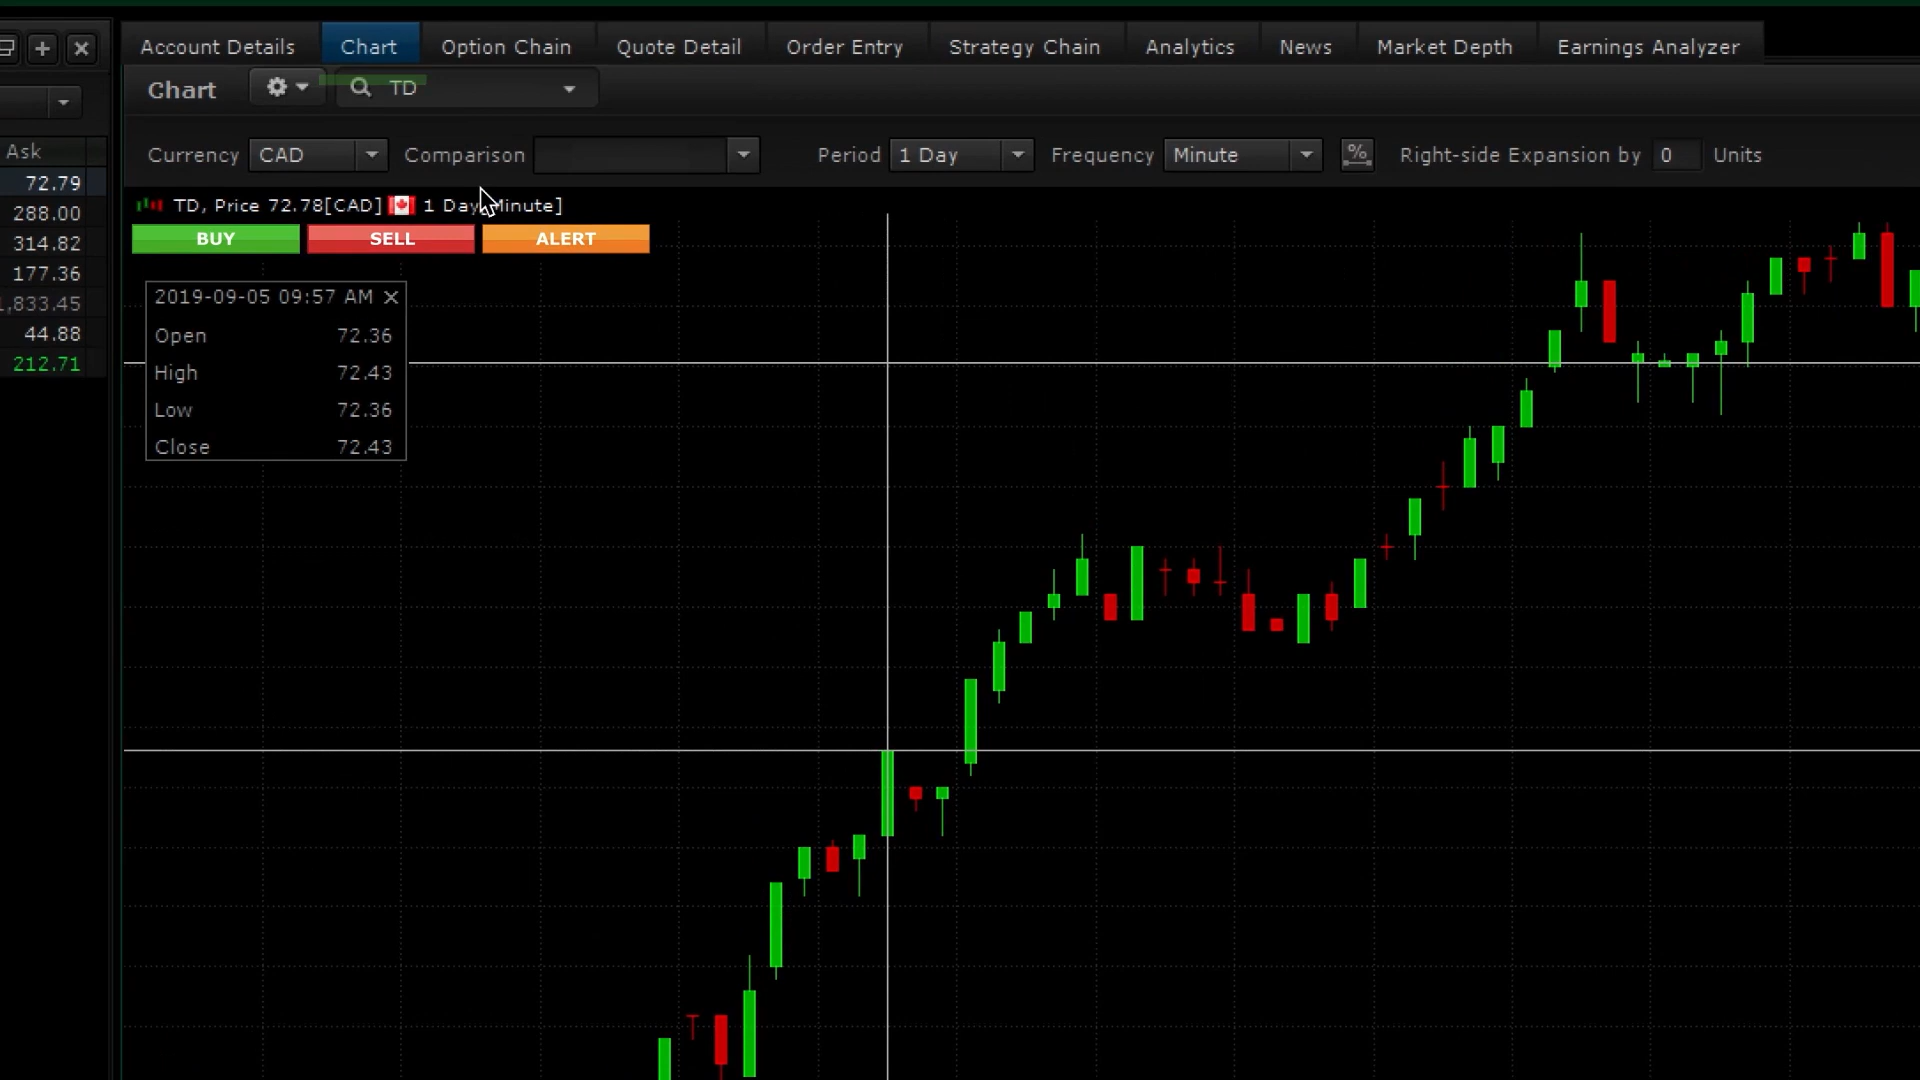 Account Details Chart Option Chain Quote Detail Order Entry Strategy Chain Analytics News Market Depth Earnings Analyzer
Chart TD
Currency CAD Comparison Period 1 Day Frequency Minute % Right-side Expansion by 0 Units
Ask
72.79
288.00
314.82
177.36
1,833.45
44.88
212.71
TD, Price 72.78[CAD] 1 Day Minute]
BUY SELL ALERT
2019-09-05 09:57 AM
Open 72.36
High 72.43
Low 72.36
Close 72.43